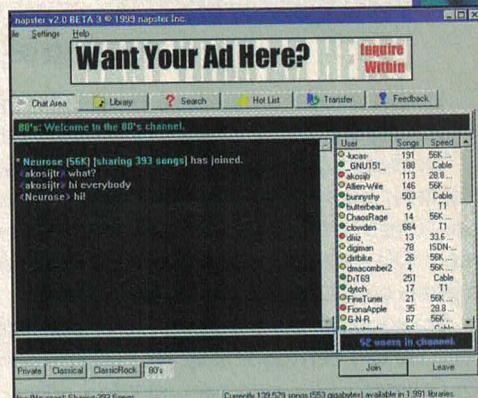 napster v2.0 BETA 3 © 1999 napster Inc.
Settings Help
Want Your Ad Here? Inquire Within
Chat Area Library Search Hot List Transfer Feedback
80's: Welcome to the 80's channel.
* Neurose [56K] [sharing 393 songs] has joined.
<akosijtr> what?
<akosijtr> hi everybody
<Neurose> hi!
User Songs Speed
-lucas- 191 56K ...
_GNU151_ 188 Cable
akosijtr 113 28.8 ...
Allien-Wife 146 56K ...
bunnyshy 503 Cable
butterbean... 5 T1
ChaosRage 14 56K ...
clowden 664 T1
13 33.6 ...
digiman 78 ISDN-...
dirtbike 26 56K ...
dmacomber2 4 56K ...
DrT69 251 Cable
dytch 17 T1
FineTuner 21 56K ...
FionaApple 35 28.8 ...
G-N-R 67 56K ...
52 users in channel.
Private Classical ClassicRock 80's
Join Leave
Sharing 393 Songs.
Currently 139,529 songs (553 gigabytes) available in 1,991 libraries.